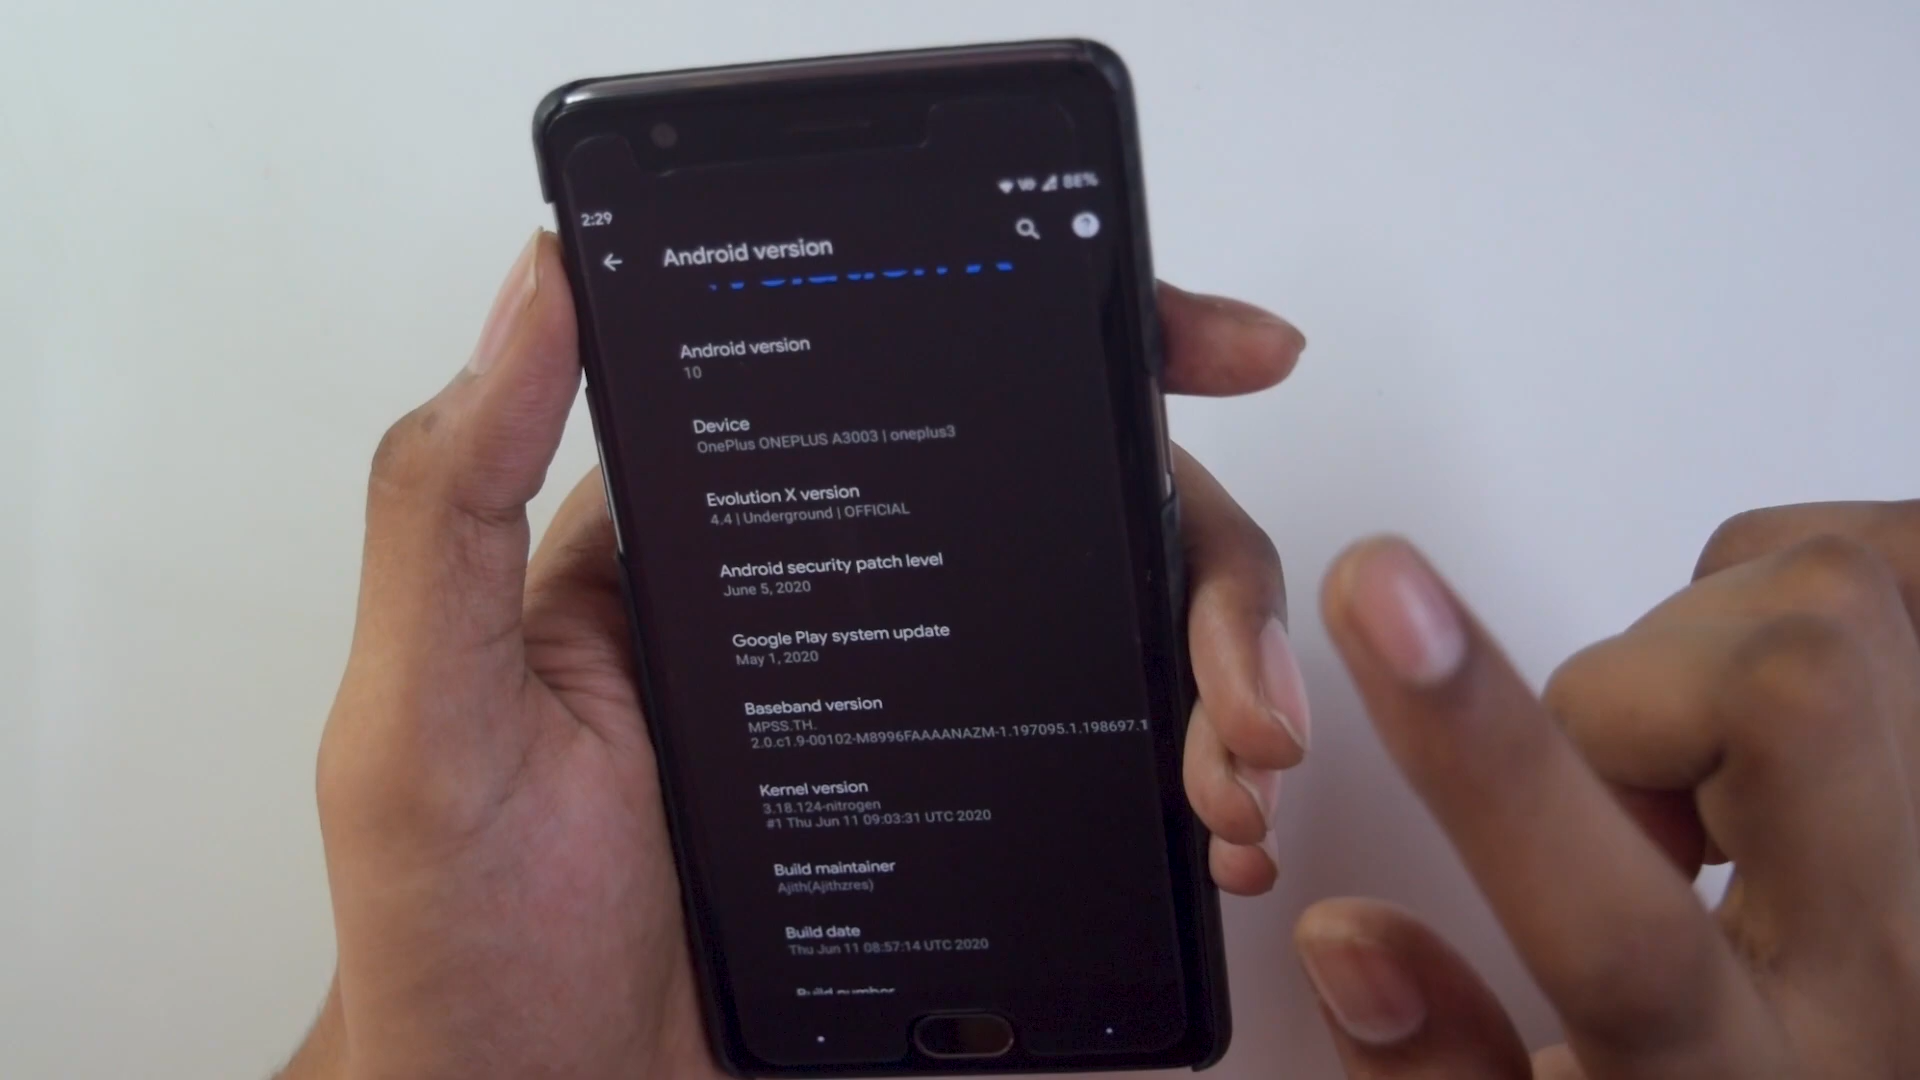 86%
2:29
Android version
Android version
10
Device
OnePlus ONEPLUS A3003 | oneplus3
Evolution X version
4.4 | Underground | OFFICIAL
Android security patch level
June 5, 2020
Google Play system update
May 1, 2020
Baseband version
MPSS.TH.
2.0.c1.9-00102-M8996FAAAANAZM-1.197095.1.198697.1
Kernel version
3.18.124-nitrogen
#1 Thu Jun 11 09:03:31 UTC 2020
Build maintainer
Ajith(Ajithzres)
Build date
Thu Jun 11 08:57:14 UTC 2020
Build number